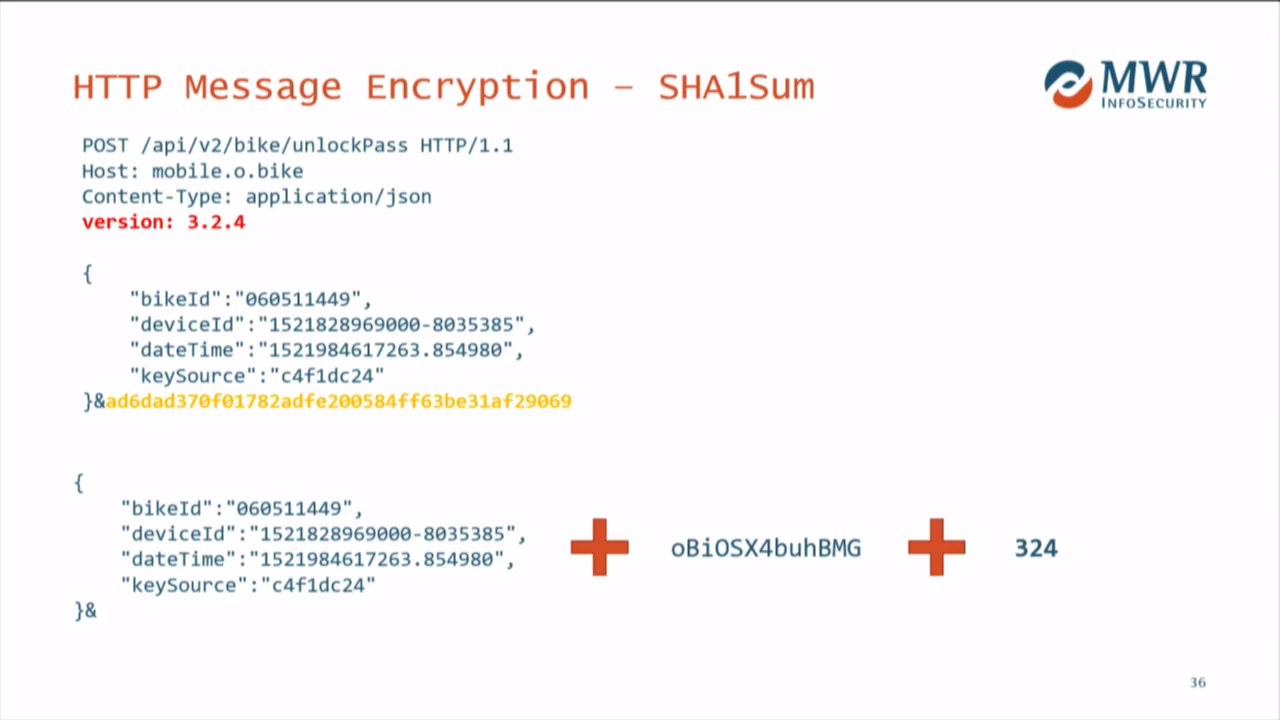 HTTP Message Encryption – SHA1Sum
MWR
INFOSECURITY
POST /api/v2/bike/unlockPass HTTP/1.1
Host: mobile.o.bike
Content-Type: application/json
version: 3.2.4
{
"bikeId":"060511449",
"deviceId":"1521828969000-8035385",
"dateTime":"1521984617263.854980",
"keySource":"c4f1dc24"
}&ad6dad370f01782adfe200584ff63be31af29069
{
"bikeId":"060511449",
"deviceId":"1521828969000-8035385",
"dateTime":"1521984617263.854980",
"keySource":"c4f1dc24"
}&
oBiOSX4buhBMG
324
36